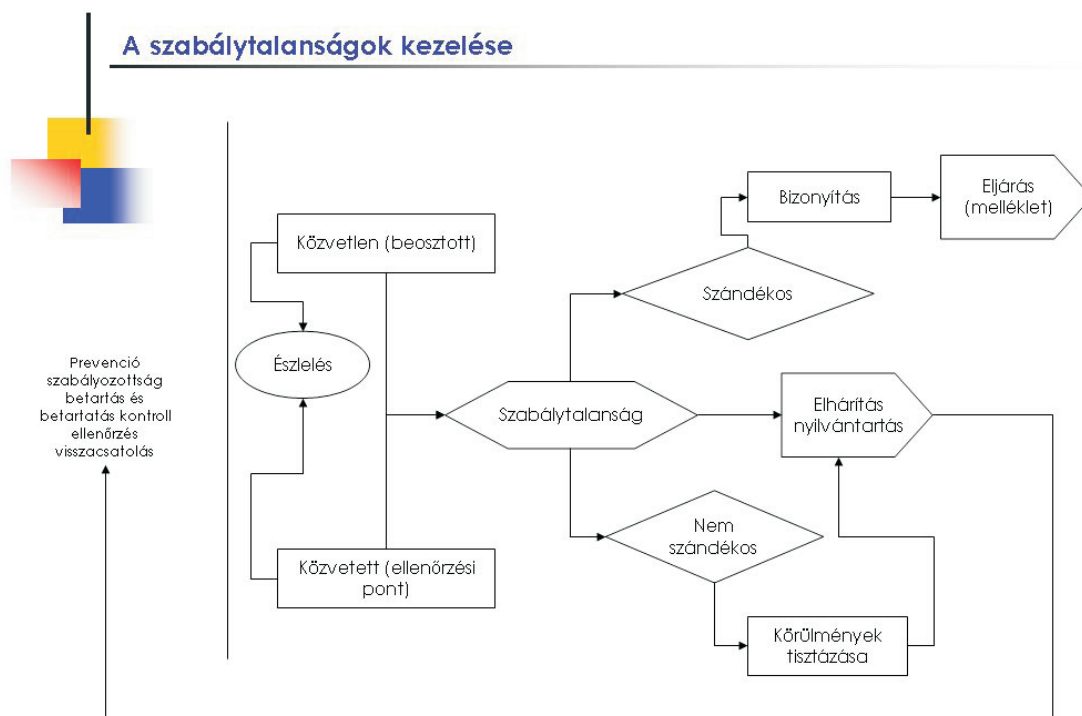 A szabálytalanságok kezelése
Bizonyítás
Eljárás
(melléklet)
Közvetlen (beosztott)
Szándékos
Észlelés
Prevenció
szabályozottság
betartás és
betartatás kontroll
ellenőrzés
visszacsatolás
Szabálytalanság
Elhárítás
nyilvántartás
Nem
szándékos
Közvetett (ellenőrzési
pont)
Körülmények
tisztázása